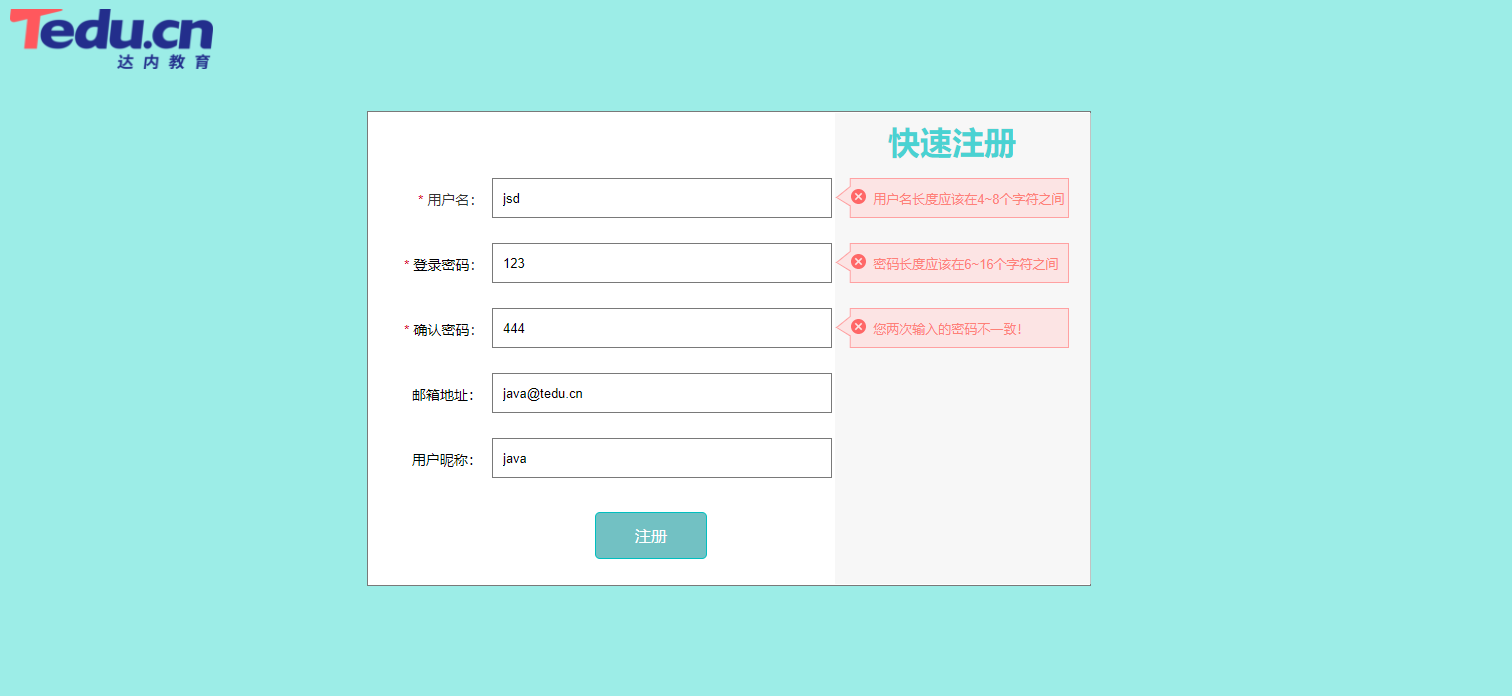 Tedu.cn
达内教育
快速注册
* 用户名： jsd 用户名长度应该在4~8个字符之间
* 登录密码： 123 密码长度应该在6~16个字符之间
* 确认密码： 444 您两次输入的密码不一致！
邮箱地址： java@tedu.cn
用户昵称： java
注册